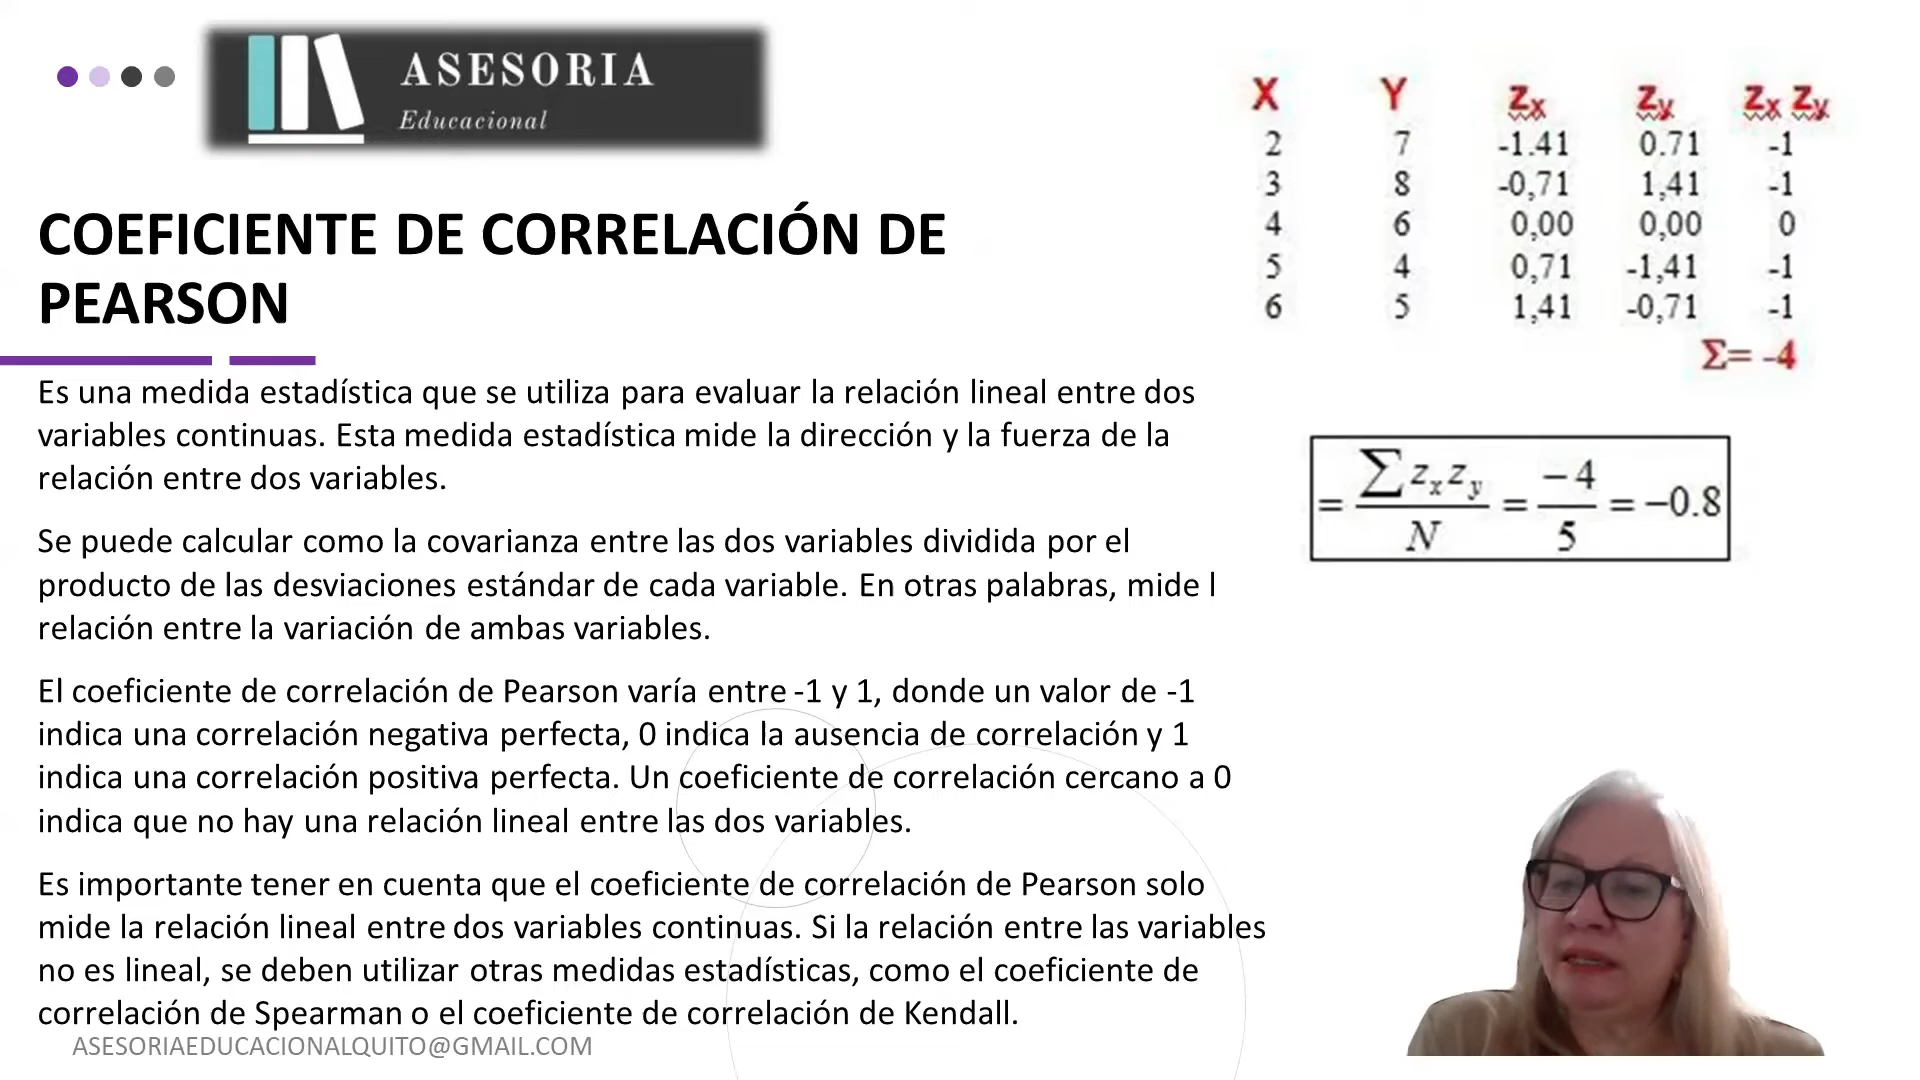 ASESORIA
Educacional
COEFICIENTE DE CORRELACIÓN DE
PEARSON
Es una medida estadística que se utiliza para evaluar la relación lineal entre dos
variables continuas. Esta medida estadística mide la dirección y la fuerza de la
relación entre dos variables.
Se puede calcular como la covarianza entre las dos variables dividida por el
producto de las desviaciones estándar de cada variable. En otras palabras, mide l
relación entre la variación de ambas variables.
El coeficiente de correlación de Pearson varía entre -1 y 1, donde un valor de -1
indica una correlación negativa perfecta, 0 indica la ausencia de correlación y 1
indica una correlación positiva perfecta. Un coeficiente de correlación cercano a 0
indica que no hay una relación lineal entre las dos variables.
Es importante tener en cuenta que el coeficiente de correlación de Pearson solo
mide la relación lineal entre dos variables continuas. Si la relación entre las variables
no es lineal, se deben utilizar otras medidas estadísticas, como el coeficiente de
correlación de Spearman o el coeficiente de correlación de Kendall.
ASESORIAEDUCACIONALQUITO@GMAIL.COM
X Y Zx Zy Zx Zy
2 7 -1.41 0.71 -1
3 8 -0,71 1,41 -1
4 6 0,00 0,00 0
5 4 0,71 -1,41 -1
6 5 1,41 -0,71 -1
Σ= -4
= ∑ zx zy / N = -4 / 5 = -0.8